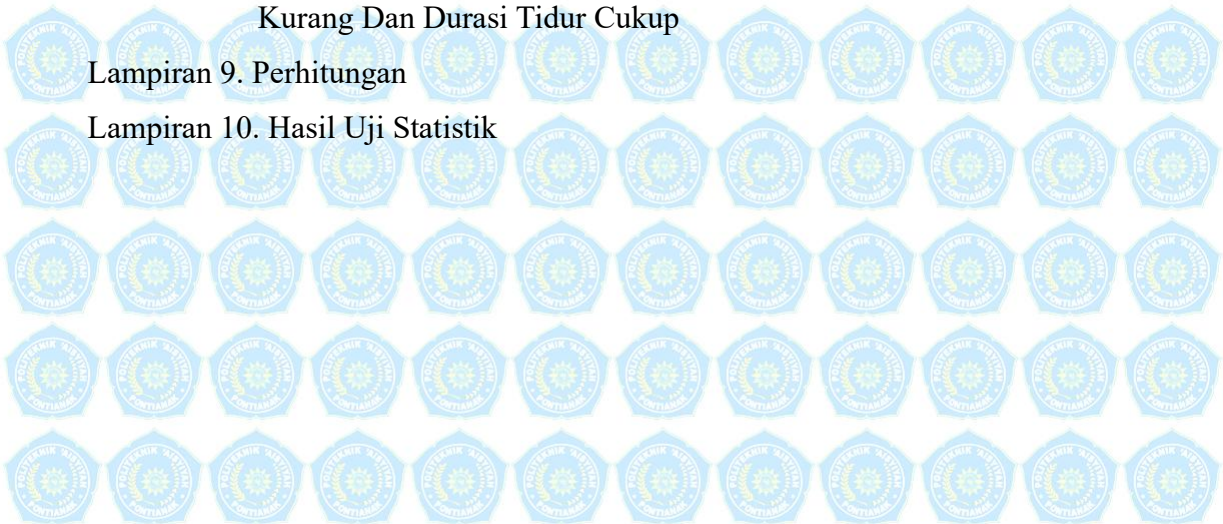 Kurang Dan Durasi Tidur Cukup
Lampiran 9. Perhitungan
Lampiran 10. Hasil Uji Statistik